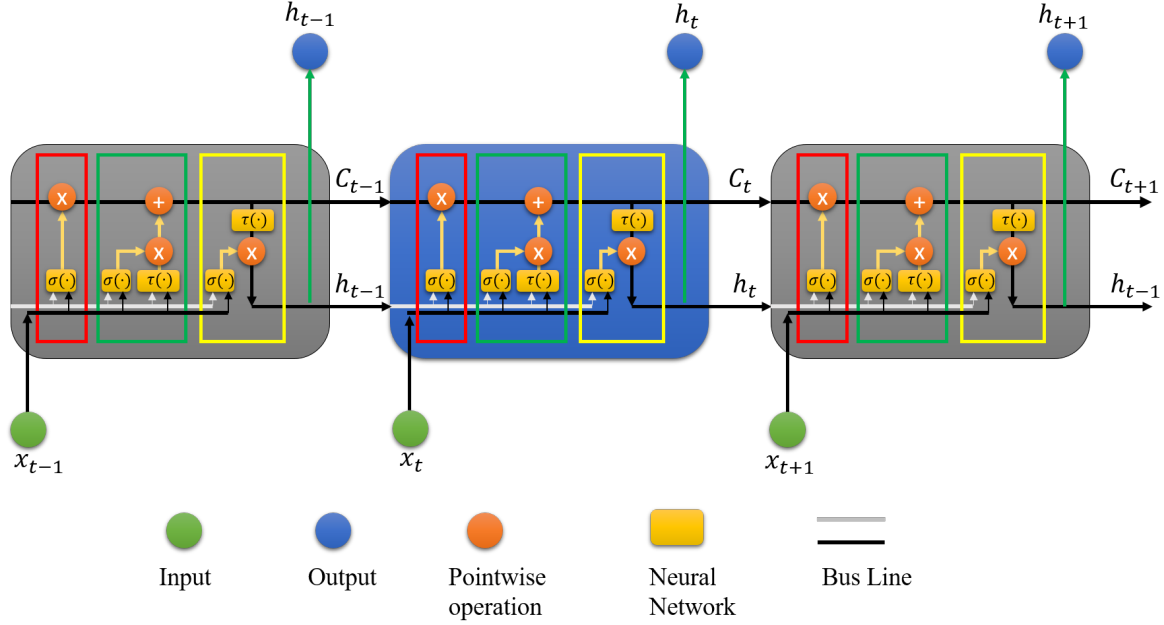 h_{t-1}
h_t
h_{t+1}
X
+
τ(·)
X
σ(·)
σ(·)
τ(·)
σ(·)
X
C_{t-1}
h_{t-1}
X
+
τ(·)
X
σ(·)
σ(·)
τ(·)
σ(·)
X
C_t
h_t
X
+
τ(·)
X
σ(·)
σ(·)
τ(·)
σ(·)
X
C_{t+1}
h_{t-1}
x_{t-1}
x_t
x_{t+1}
Input
Output
Pointwise
operation
Neural
Network
Bus Line